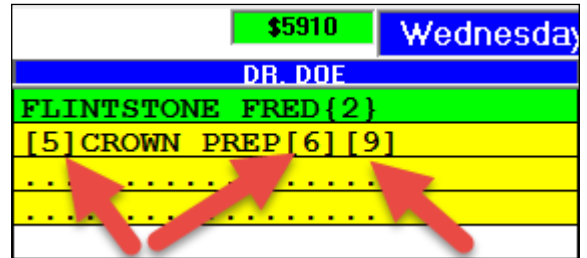 $5910
Wednesday
DR. DOE
FLINTSTONE FRED{2}
[5]CROWN PREP[6][9]
. . . . . . . . . . . . . . . . . .
. . . . . . . . . . . . . . . . . .